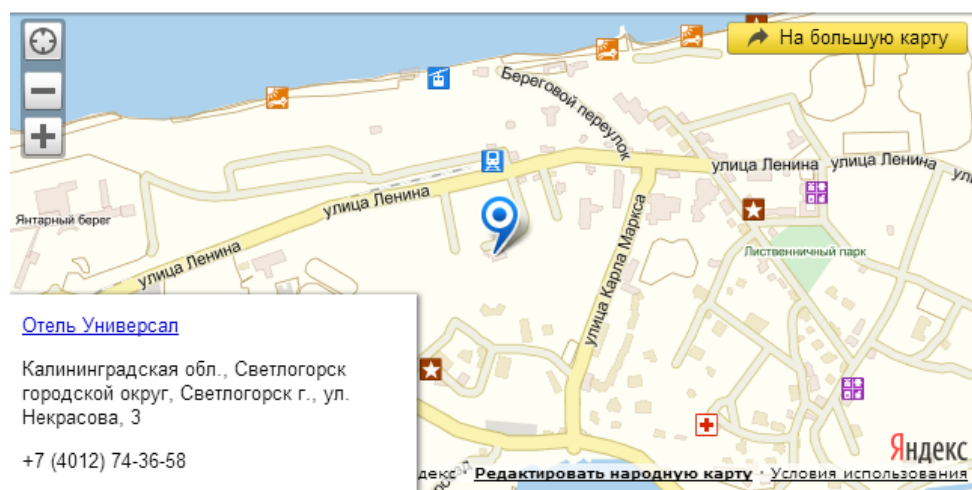 На большую карту
Береговой переулок
улица Ленина
улица Ленина
ули
улица Ленина
Янтарный берег
улица Карла Маркса
улица Ленина
Лиственничный парк
Отель Универсал
Калининградская обл., Светлогорск
городской округ, Светлогорск г., ул.
Некрасова, 3
+7 (4012) 74-36-58
Яндекс
декс · Редактировать народную карту · Условия использования